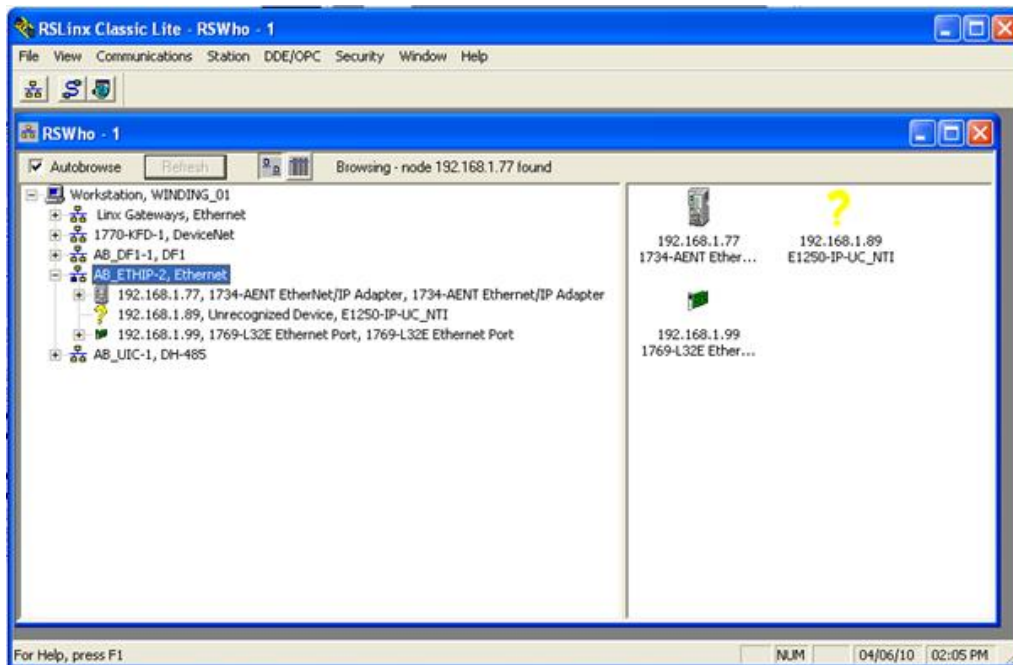 RSLinx Classic Lite - RSWho - 1
File View Communications Station DDE/OPC Security Window Help
RSWho - 1
Autobrowse Refresh Browsing - node 192.168.1.77 found
Workstation, WINDING_01
Linx Gateways, Ethernet
1770-KFD-1, DeviceNet
AB_DF1-1, DF1
AB_ETHIP-2, Ethernet
192.168.1.77, 1734-AENT EtherNet/IP Adapter, 1734-AENT Ethernet/IP Adapter
192.168.1.89, Unrecognized Device, E1250-IP-UC_NTI
192.168.1.99, 1769-L32E Ethernet Port, 1769-L32E Ethernet Port
AB_UIC-1, DH-485
192.168.1.77
1734-AENT Ether...
192.168.1.89
E1250-IP-UC_NTI
192.168.1.99
1769-L32E Ether...
For Help, press F1
NUM 04/06/10 02:05 PM